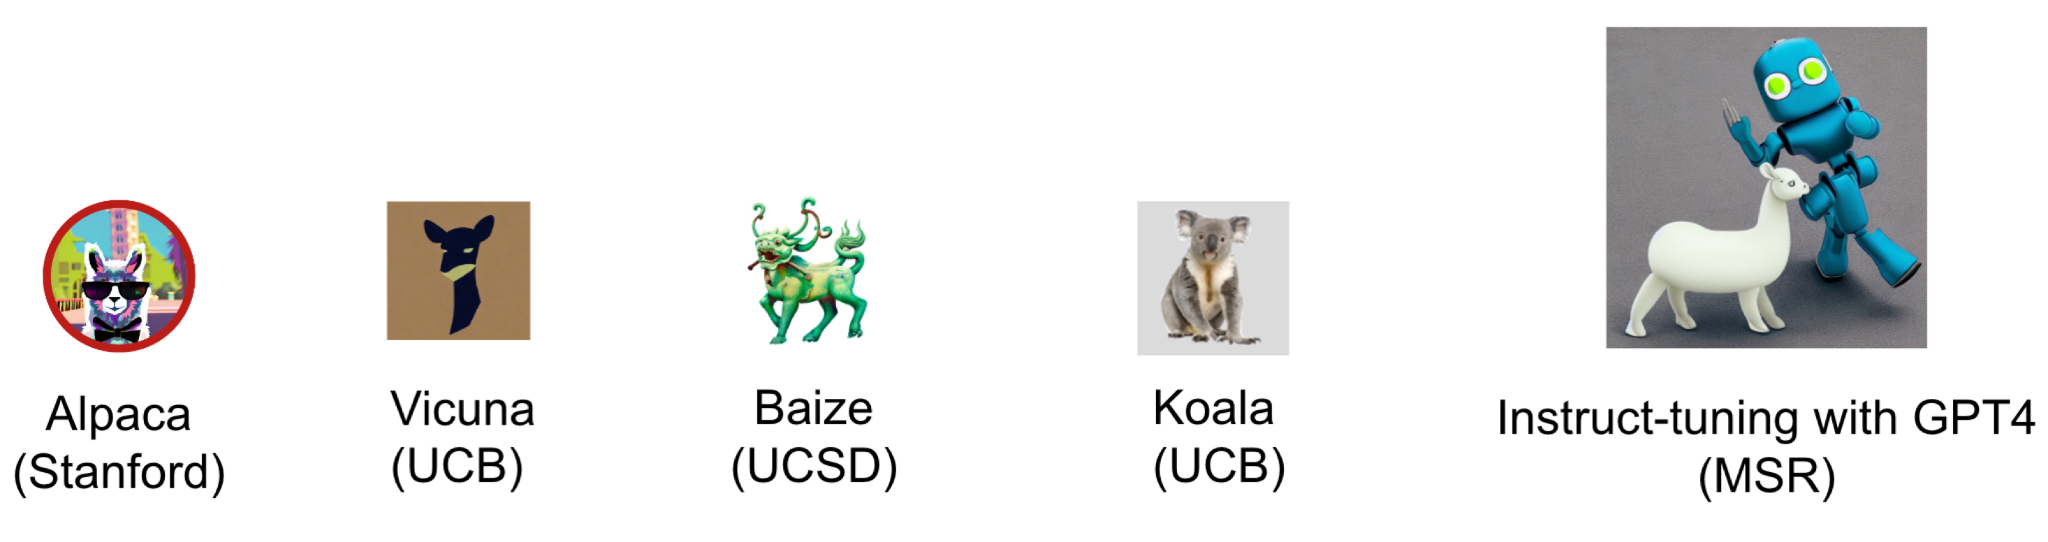 Alpaca
(Stanford)
Vicuna
(UCB)
Baize
(UCSD)
Koala
(UCB)
Instruct-tuning with GPT4
(MSR)